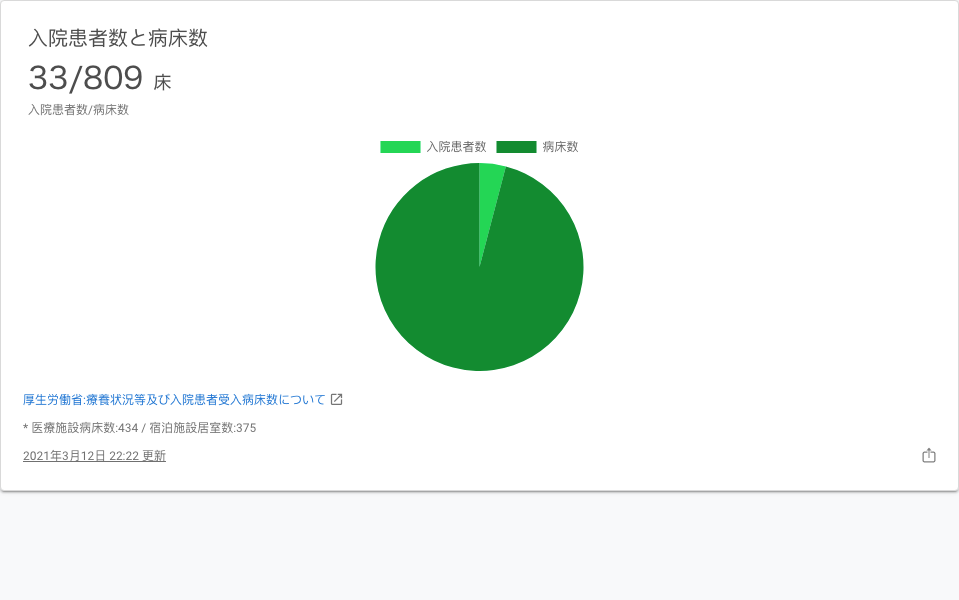 入院患者数と病床数
33/809 床
入院患者数/病床数
入院患者数 病床数
厚生労働省:療養状況等及び入院患者受入病床数について
* 医療施設病床数:434 / 宿泊施設居室数:375
2021年3月12日 22:22 更新